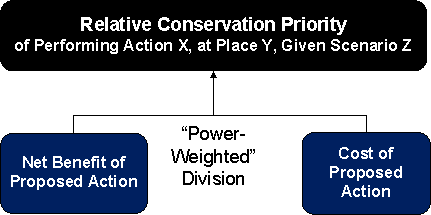 Relative Conservation Priority
of Performing Action X, at Place Y, Given Scenario Z
Net Benefit of
Proposed Action
“Power-
Weighted”
Division
Cost of
Proposed
Action